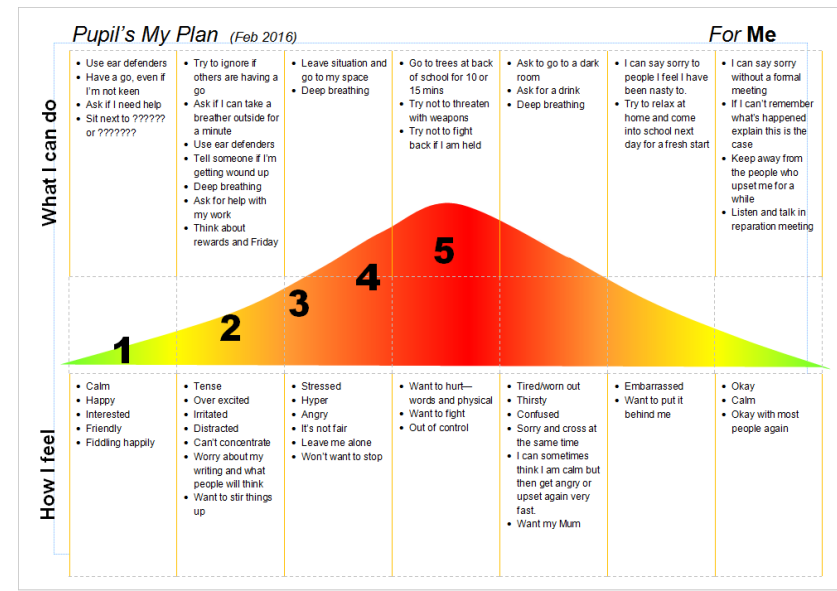 Pupil's My Plan (Feb 2016)
For Me
What I can do
• Use ear defenders
• Have a go, even if
I'm not keen
• Ask if I need help
• Sit next to ??????
or ???????
• Try to ignore if
others are having a
go
• Ask if I can take a
breather outside for
a minute
• Use ear defenders
• Tell someone if I'm
getting wound up
• Deep breathing
• Ask for help with
my work
• Think about
rewards and Friday
• Leave situation and
go to my space
• Deep breathing
• Go to trees at back
of school for 10 or
15 mins
• Try not to threaten
with weapons
• Try not to fight
back if I am held
• Ask to go to a dark
room
• Ask for a drink
• Deep breathing
• I can say sorry to
people I feel I have
been nasty to.
• Try to relax at
home and come
into school next
day for a fresh start
• I can say sorry
without a formal
meeting
• If I can't remember
what's happened
explain this is the
case
• Keep away from
the people who
upset me for a
while
• Listen and talk in
reparation meeting
1
2
3
4
5
How I feel
• Calm
• Happy
• Interested
• Friendly
• Fiddling happily
• Tense
• Over excited
• Irritated
• Distracted
• Can't concentrate
• Worry about my
writing and what
people will think
• Want to stir things
up
• Stressed
• Hyper
• Angry
• It's not fair
• Leave me alone
• Won't want to stop
• Want to hurt—
words and physical
• Want to fight
• Out of control
• Tired/worn out
• Thirsty
• Confused
• Sorry and cross at
the same time
• I can sometimes
think I am calm but
then get angry or
upset again very
fast.
• Want my Mum
• Embarrassed
• Want to put it
behind me
• Okay
• Calm
• Okay with most
people again